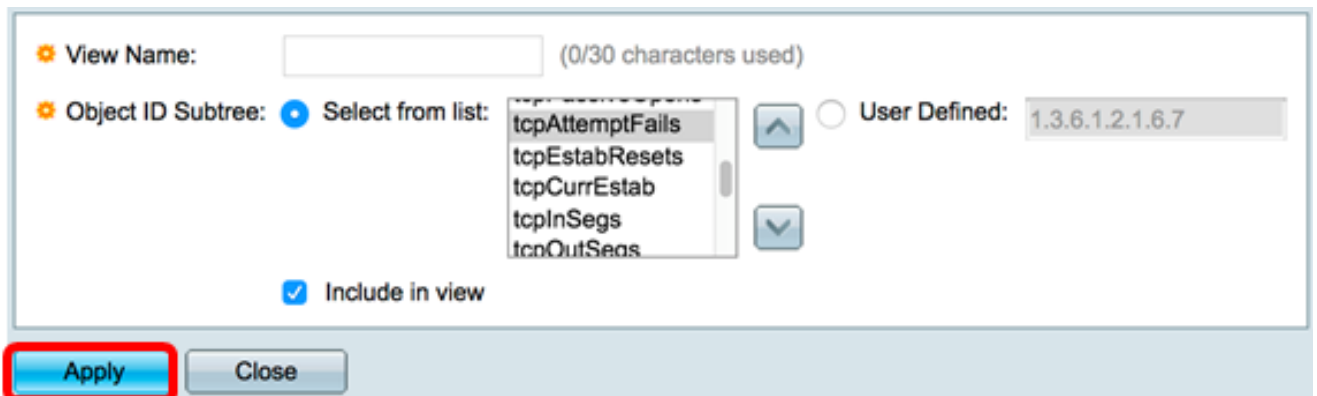 View Name: (0/30 characters used)
Object ID Subtree: Select from list: User Defined: 1.3.6.1.2.1.6.7
tcpAttemptFails
tcpEstabResets
tcpCurrEstab
tcpInSegs
tcpOutSegs
Include in view
Apply Close